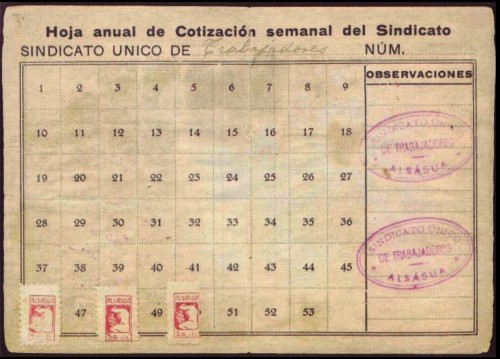 Hoja anual de Cotización semanal del Sindicato
SINDICATO UNICO DE Trabajadores NÚM.
OBSERVACIONES
1 2 3 4 5 6 7 8 9
10 11 12 13 14 15 16 17 18
SINDICATO UNICO
DE TRABAJADORES
ALSÁSUA
19 20 21 22 23 24 25 26 27
28 29 30 31 32 33 34 35 36
SINDICATO UNICO
DE TRABAJADORES
ALSÁSUA
37 38 39 40 41 42 43 44 45
ALSASUA
47
ALSASUA
49
ALSASUA
51 52 53